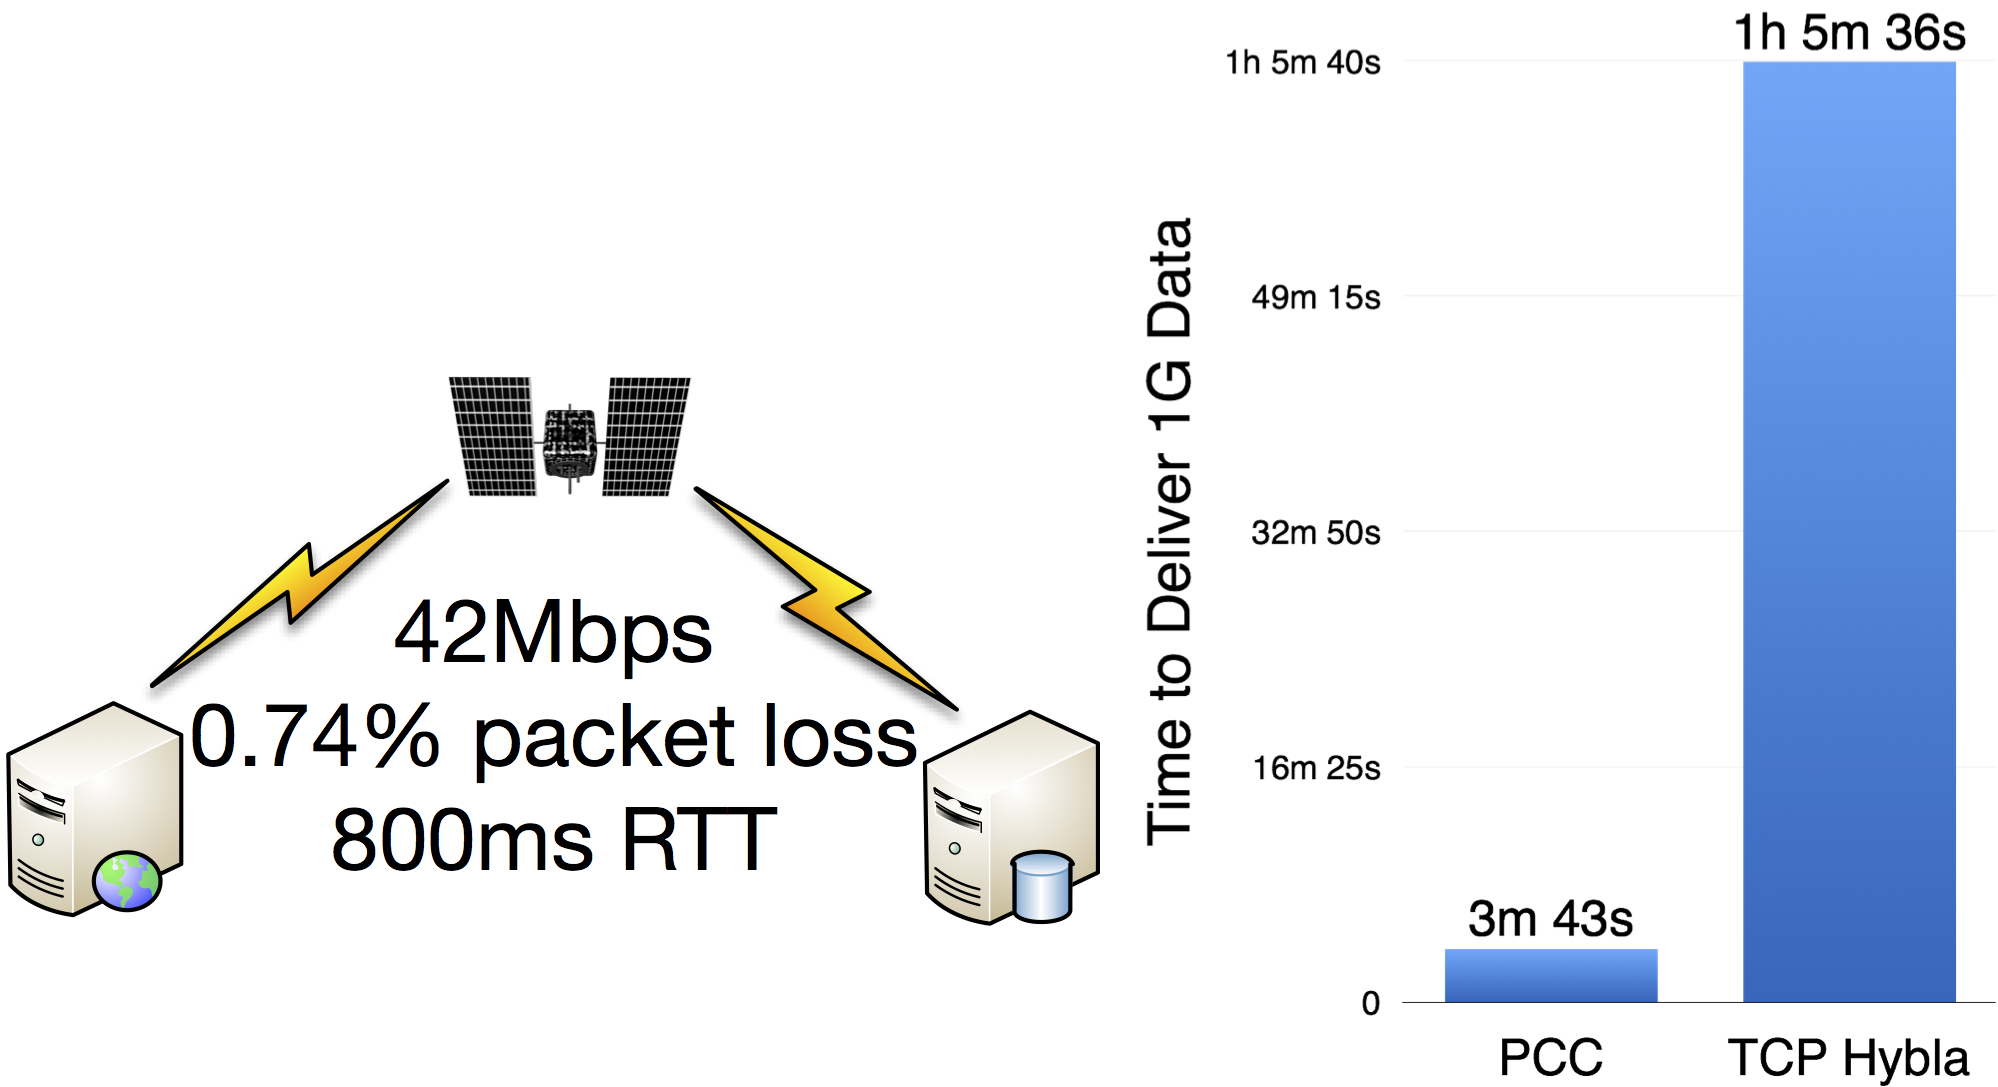 42Mbps
0.74% packet loss
800ms RTT
Time to Deliver 1G Data
1h 5m 40s
49m 15s
32m 50s
16m 25s
0
1h 5m 36s
3m 43s
PCC
TCP Hybla